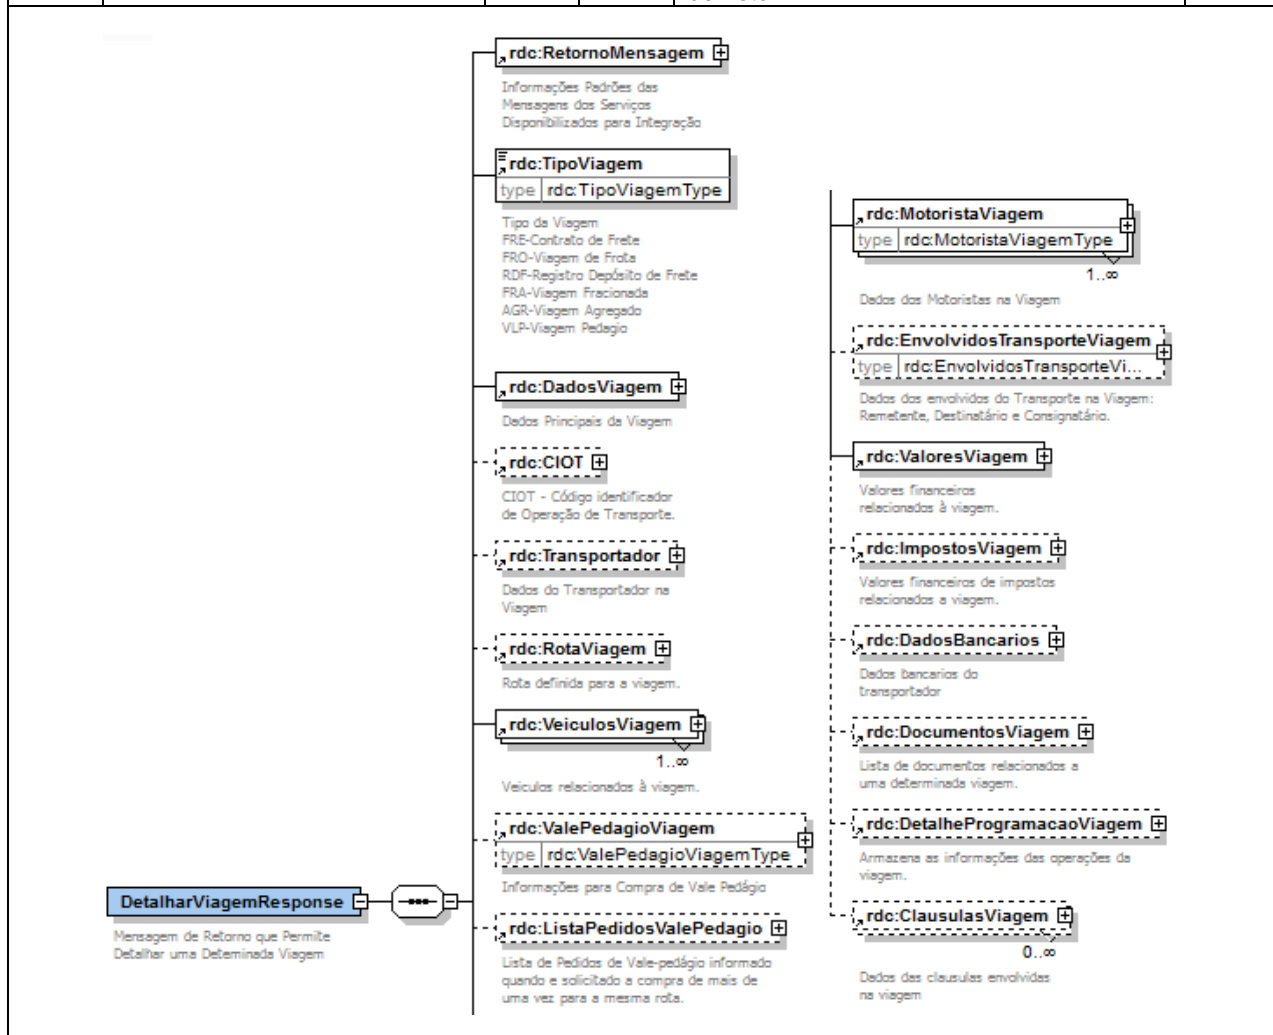 rdc:RetornoMensagem
Informações Padrões das
Mensagens dos Serviços
Disponibilizados para Integração
rdc:TipoViagem
type rdc:TipoViagemType
Tipo da Viagem
FRE-Contrato de Frete
FRO-Viagem de Frota
RDF-Registro Depósito de Frete
FRA-Viagem Fracionada
AGR-Viagem Agregado
VLP-Viagem Pedagio
rdc:DadosViagem
Dados Principais da Viagem
rdc:CIOT
CIOT - Código identificador
de Operação de Transporte.
rdc:Transportador
Dados do Transportador na
Viagem
rdc:RotaViagem
Rota definida para a viagem.
rdc:VeiculosViagem
1..∞
Veiculos relacionados à viagem.
rdc:ValePedagioViagem
type rdc:ValePedagioViagemType
Informações para Compra de Vale Pedágio
DetalharViagemResponse
Mensagem de Retorno que Permite
Detalhar uma Deteminada Viagem
rdc:ListaPedidosValePedagio
Lista de Pedidos de Vale-pedágio informado
quando e solicitado a compra de mais de
uma vez para a mesma rota.
rdc:MotoristaViagem
type rdc:MotoristaViagemType
1..∞
Dados dos Motoristas na Viagem
rdc:EnvolvidosTransporteViagem
type rdc:EnvolvidosTransporteVi...
Dados dos envolvidos do Transporte na Viagem:
Remetente, Destinatário e Consignatário.
rdc:ValoresViagem
Valores financeiros
relacionados à viagem.
rdc:ImpostosViagem
Valores financeiros de impostos
relacionados a viagem.
rdc:DadosBancarios
Dados bancarios do
transportador
rdc:DocumentosViagem
Lista de documentos relacionados a
uma determinada viagem.
rdc:DetalheProgramacaoViagem
Armazena as informações das operações da
viagem.
rdc:ClausulasViagem
0..∞
Dados das clausulas envolvidas
na viagem